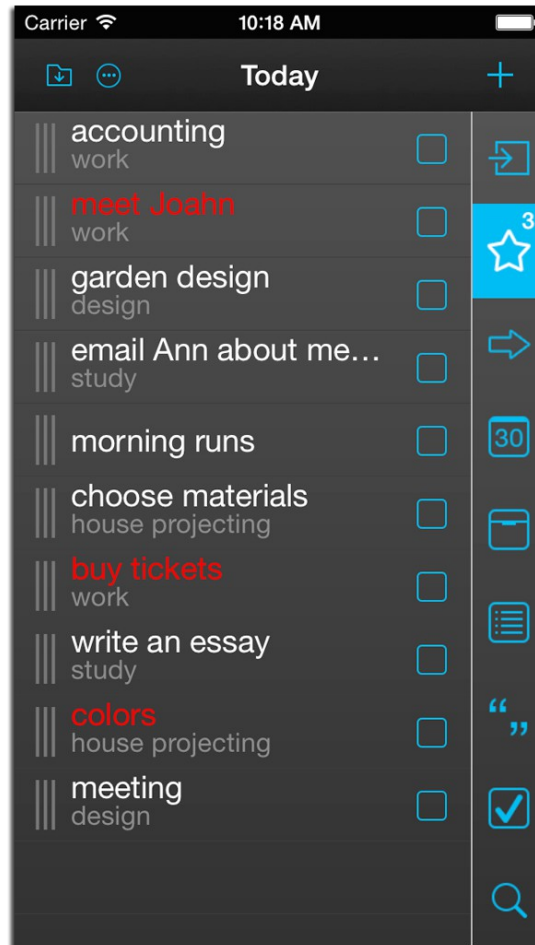 Carrier 10:18 AM
Today
accounting
work
meet Joahn
work
garden design
design
email Ann about me…
study
morning runs
choose materials
house projecting
buy tickets
work
write an essay
study
colors
house projecting
meeting
design
3
30
“ „